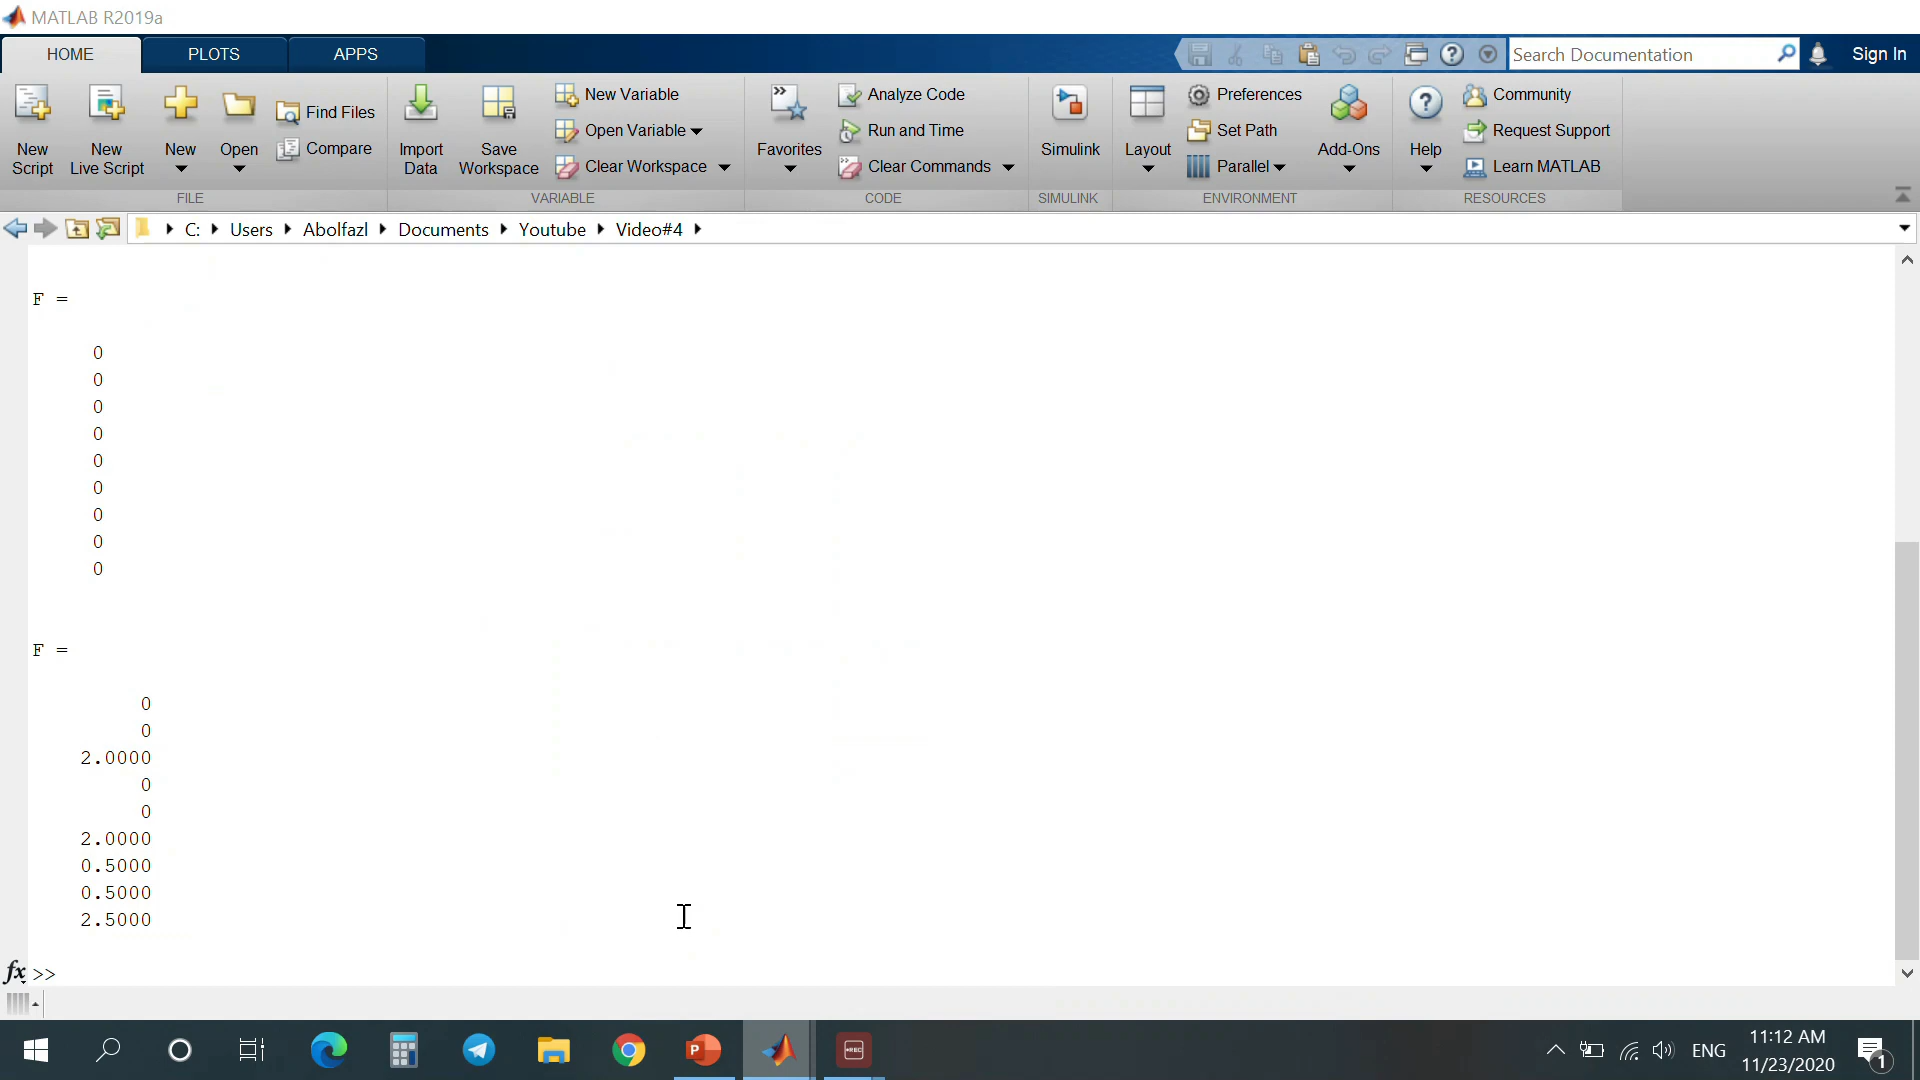 MATLAB R2019a
HOME PLOTS APPS
Search Documentation
Sign In
New Script
New Live Script
New
Open
Find Files
Compare
FILE
Import Data
Save Workspace
New Variable
Open Variable
Clear Workspace
VARIABLE
Favorites
Analyze Code
Run and Time
Clear Commands
CODE
Simulink
SIMULINK
Layout
Preferences
Set Path
Parallel
Add-Ons
ENVIRONMENT
Help
Community
Request Support
Learn MATLAB
RESOURCES
C: Users Abolfazl Documents Youtube Video#4
F =
0
0
0
0
0
0
0
0
0
F =
0
0
2.0000
0
0
2.0000
0.5000
0.5000
2.5000
fx >>
ENG
11:12 AM
11/23/2020
1